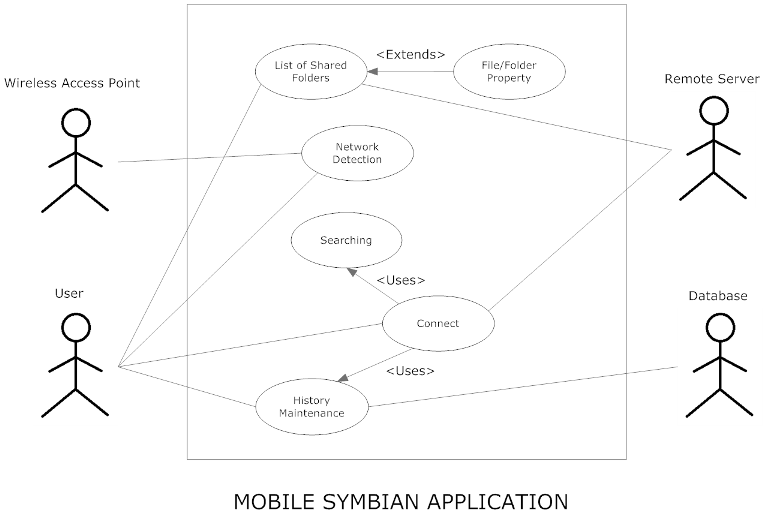 <Extends>
List of Shared
Folders
File/Folder
Property
Wireless Access Point
Remote Server
Network
Detection
Searching
<Uses>
User
Database
Connect
<Uses>
History
Maintenance
MOBILE SYMBIAN APPLICATION